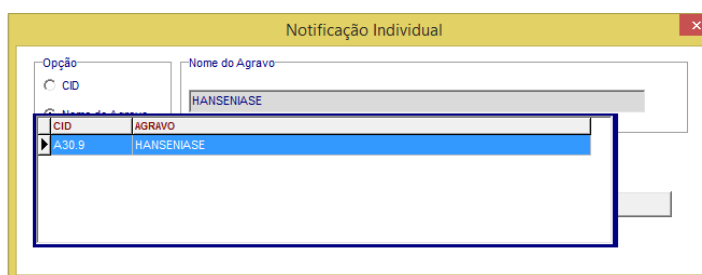 Notificação Individual
Opção
Nome do Agravo
CID
HANSENIASE
CID AGRAVO
A30.9 HANSENIASE